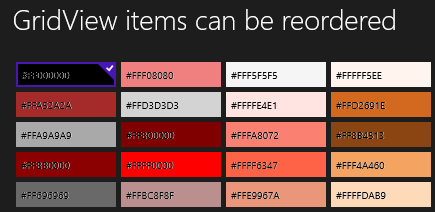 GridView items can be reordered
#FF000000 #FFF08080 #FFF5F5F5 #FFFFF5EE
#FFA52A2A #FFD3D3D3 #FFFFE4E1 #FFD2691E
#FFA9A9A9 #FF800000 #FFFA8072 #FF8B4513
#FF8B0000 #FFFF0000 #FFFF6347 #FFF4A460
#FF696969 #FFBC8F8F #FFE9967A #FFFFDAB9